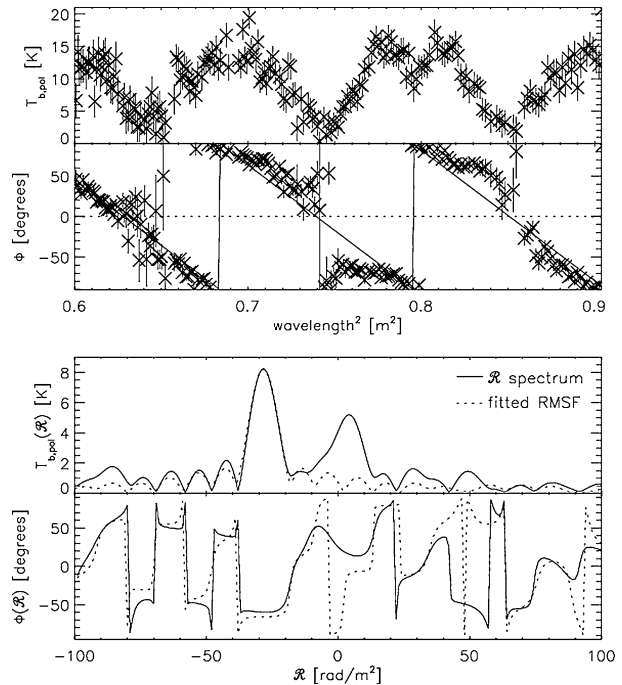 20
15
10
5
0
T_b,pol [K]
50
0
−50
Φ [degrees]
0.6 0.7 0.8 0.9
wavelength² [m²]
8
6
4
2
0
T_b,pol(ℛ) [K]
ℛ spectrum
fitted RMSF
50
0
−50
Φ(ℛ) [degrees]
−100 −50 0 50 100
ℛ [rad/m²]